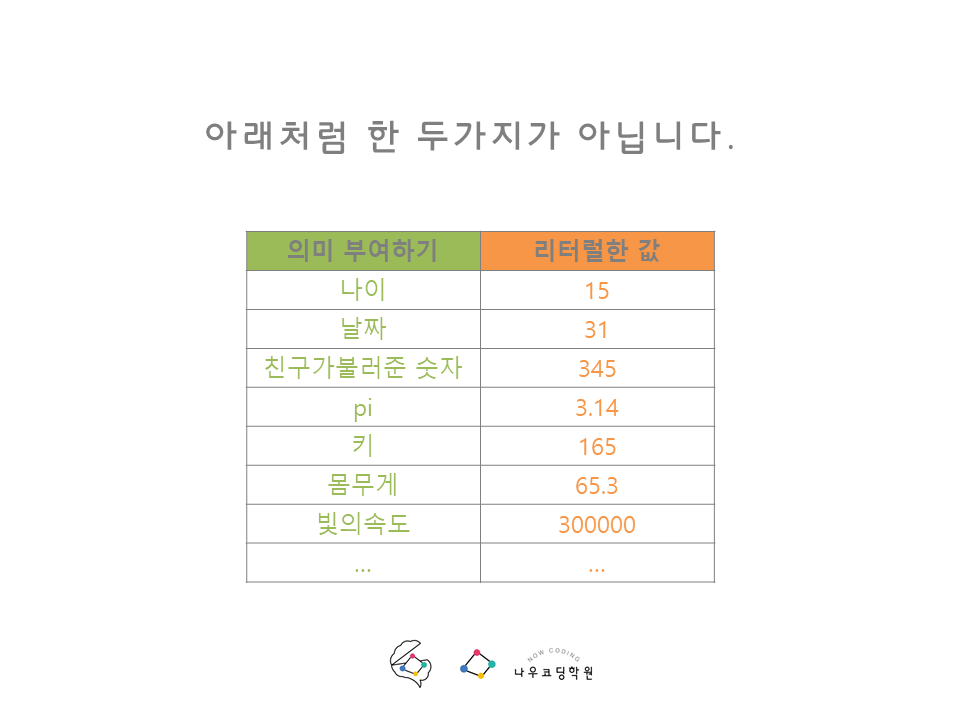 아래처럼 한 두가지가 아닙니다.
의미 부여하기 리터럴한 값
나이 15
날짜 31
친구가불러준 숫자 345
pi 3.14
키 165
몸무게 65.3
빛의속도 300000
... ...
NOW CODING
나우코딩학원